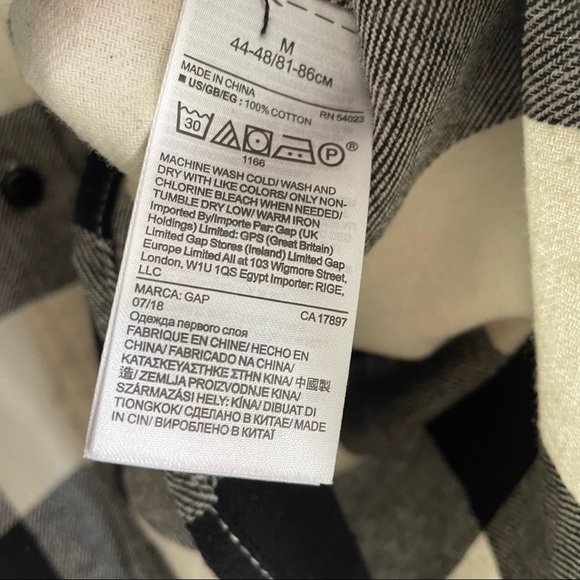 M
44-48/81-86CM
MADE IN CHINA
US/GB/EG : 100% COTTON
RN 54023
30 P ®
1166
MACHINE WASH COLD/ WASH AND
DRY WITH LIKE COLORS/ ONLY NON-
CHLORINE BLEACH WHEN NEEDED/
TUMBLE DRY LOW/ WARM IRON
Imported By/Importe Par: Gap (UK
Holdings) Limited: GPS (Great Britain)
Limited Gap Stores (Ireland) Limited Gap
Europe Limited All at 103 Wigmore Street,
London, W1U 1QS Egypt Importer: RIGE,
LLC
MARCA: GAP
CA 17897
07/18
Одежда первого слоя
FABRIQUE EN CHINE/ HECHO EN
CHINA/ FABRICADO NA CHINA/
ΚΑΤΑΣΚΕΥΑΣΤΗΚΕ ΣΤΗΝ ΚΙΝΑ/ 中國製
造/ ZEMLJA PROIZVODNJE KINA/
SZÁRMAZÁSI HELY: KÍNA/ DIBUAT DI
TIONGKOK/ СДЕЛАНО В КИТАЕ/ MADE
IN CIN/ ВИРОБЛЕНО В КИТАЇ